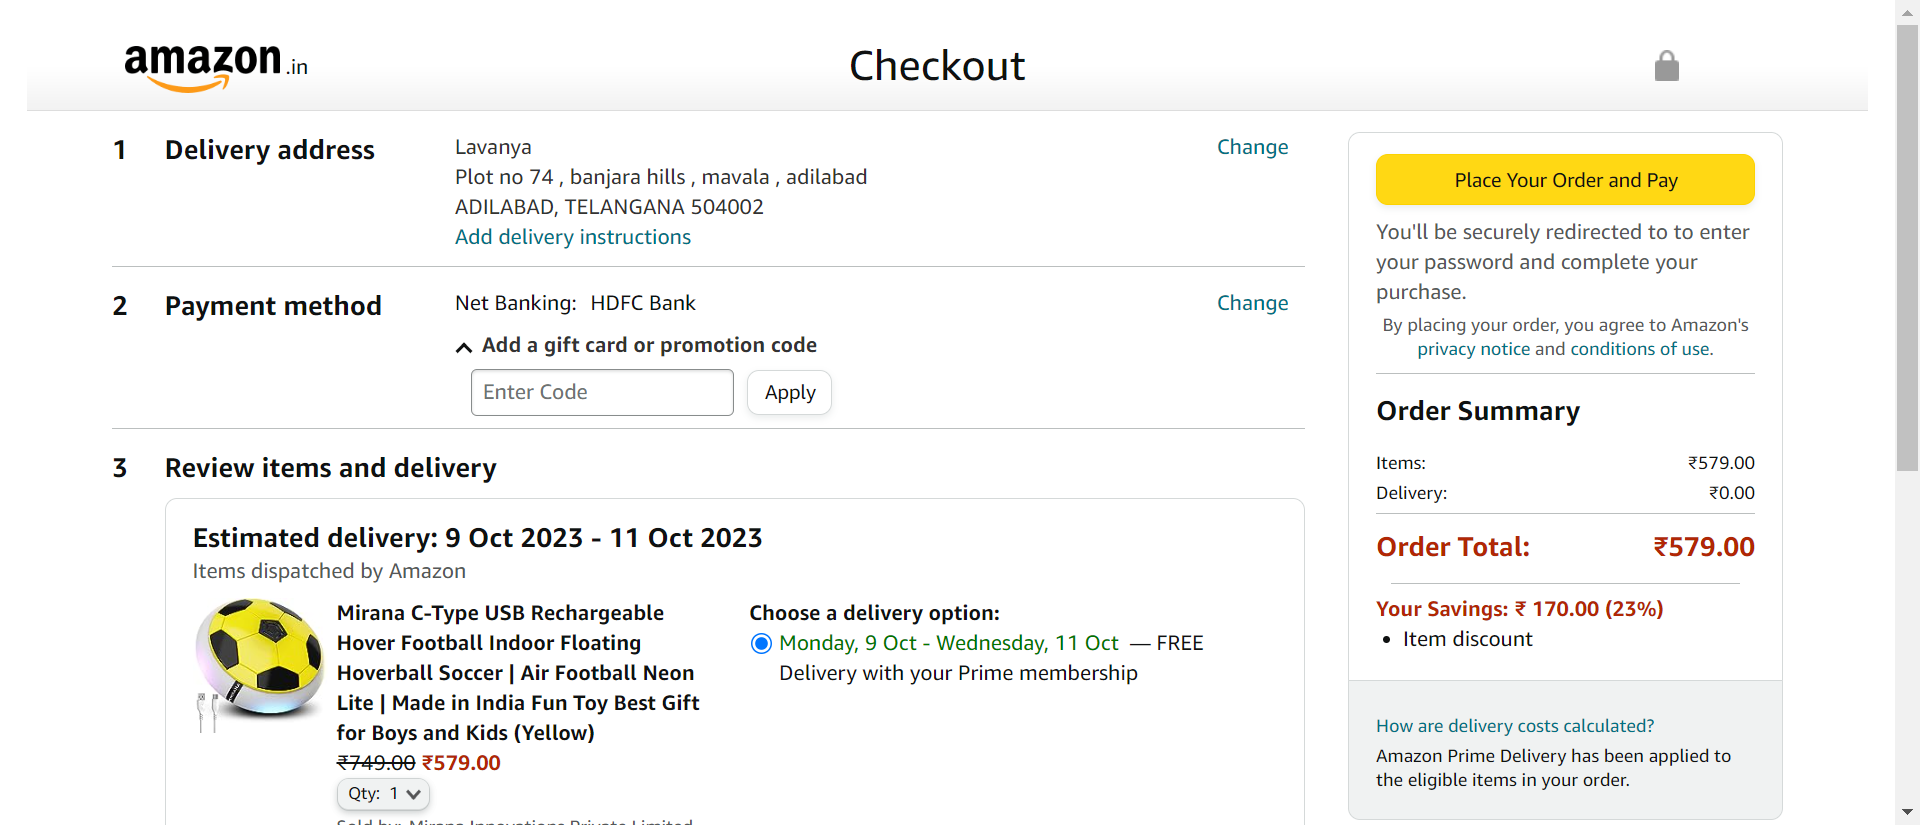 amazon.in
Checkout
1 Delivery address
Lavanya
Plot no 74 , banjara hills , mavala , adilabad
ADILABAD, TELANGANA 504002
Add delivery instructions
Change
2 Payment method
Net Banking: HDFC Bank
Change
Add a gift card or promotion code
Enter Code
Apply
3 Review items and delivery
Estimated delivery: 9 Oct 2023 - 11 Oct 2023
Items dispatched by Amazon
Mirana C-Type USB Rechargeable
Hover Football Indoor Floating
Hoverball Soccer | Air Football Neon
Lite | Made in India Fun Toy Best Gift
for Boys and Kids (Yellow)
₹749.00 ₹579.00
Qty: 1
Sold by: Mirana Innovations Private Limited
Choose a delivery option:
Monday, 9 Oct - Wednesday, 11 Oct — FREE
Delivery with your Prime membership
Place Your Order and Pay
You'll be securely redirected to to enter
your password and complete your
purchase.
By placing your order, you agree to Amazon's
privacy notice and conditions of use.
Order Summary
Items: ₹579.00
Delivery: ₹0.00
Order Total: ₹579.00
Your Savings: ₹ 170.00 (23%)
• Item discount
How are delivery costs calculated?
Amazon Prime Delivery has been applied to
the eligible items in your order.